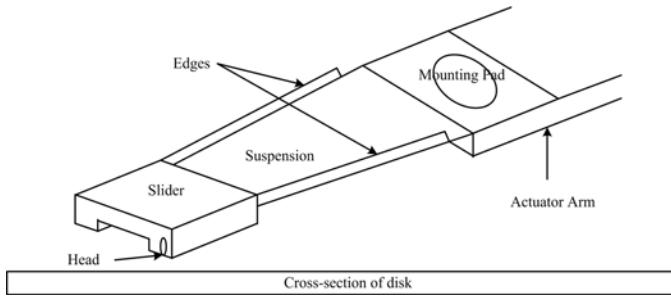 Edges
Mounting Pad
Suspension
Slider
Actuator Arm
Head
Cross-section of disk